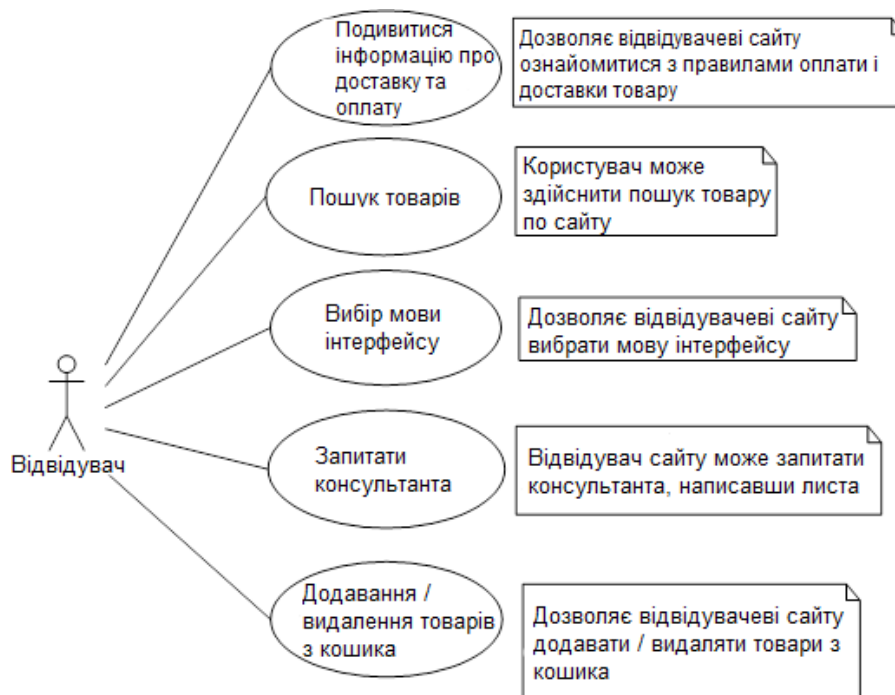 Подивитися
інформацію про
доставку та
оплату
Дозволяє відвідувачеві сайту
ознайомитися з правилами оплати і
доставки товару
Пошук товарів
Користувач може
здійснити пошук товару
по сайту
Вибір мови
інтерфейсу
Дозволяє відвідувачеві сайту
вибрати мову інтерфейсу
Відвідувач
Запитати
консультанта
Відвідувач сайту може запитати
консультанта, написавши листа
Додавання /
видалення товарів
з кошика
Дозволяє відвідувачеві сайту
додавати / видаляти товари з
кошика